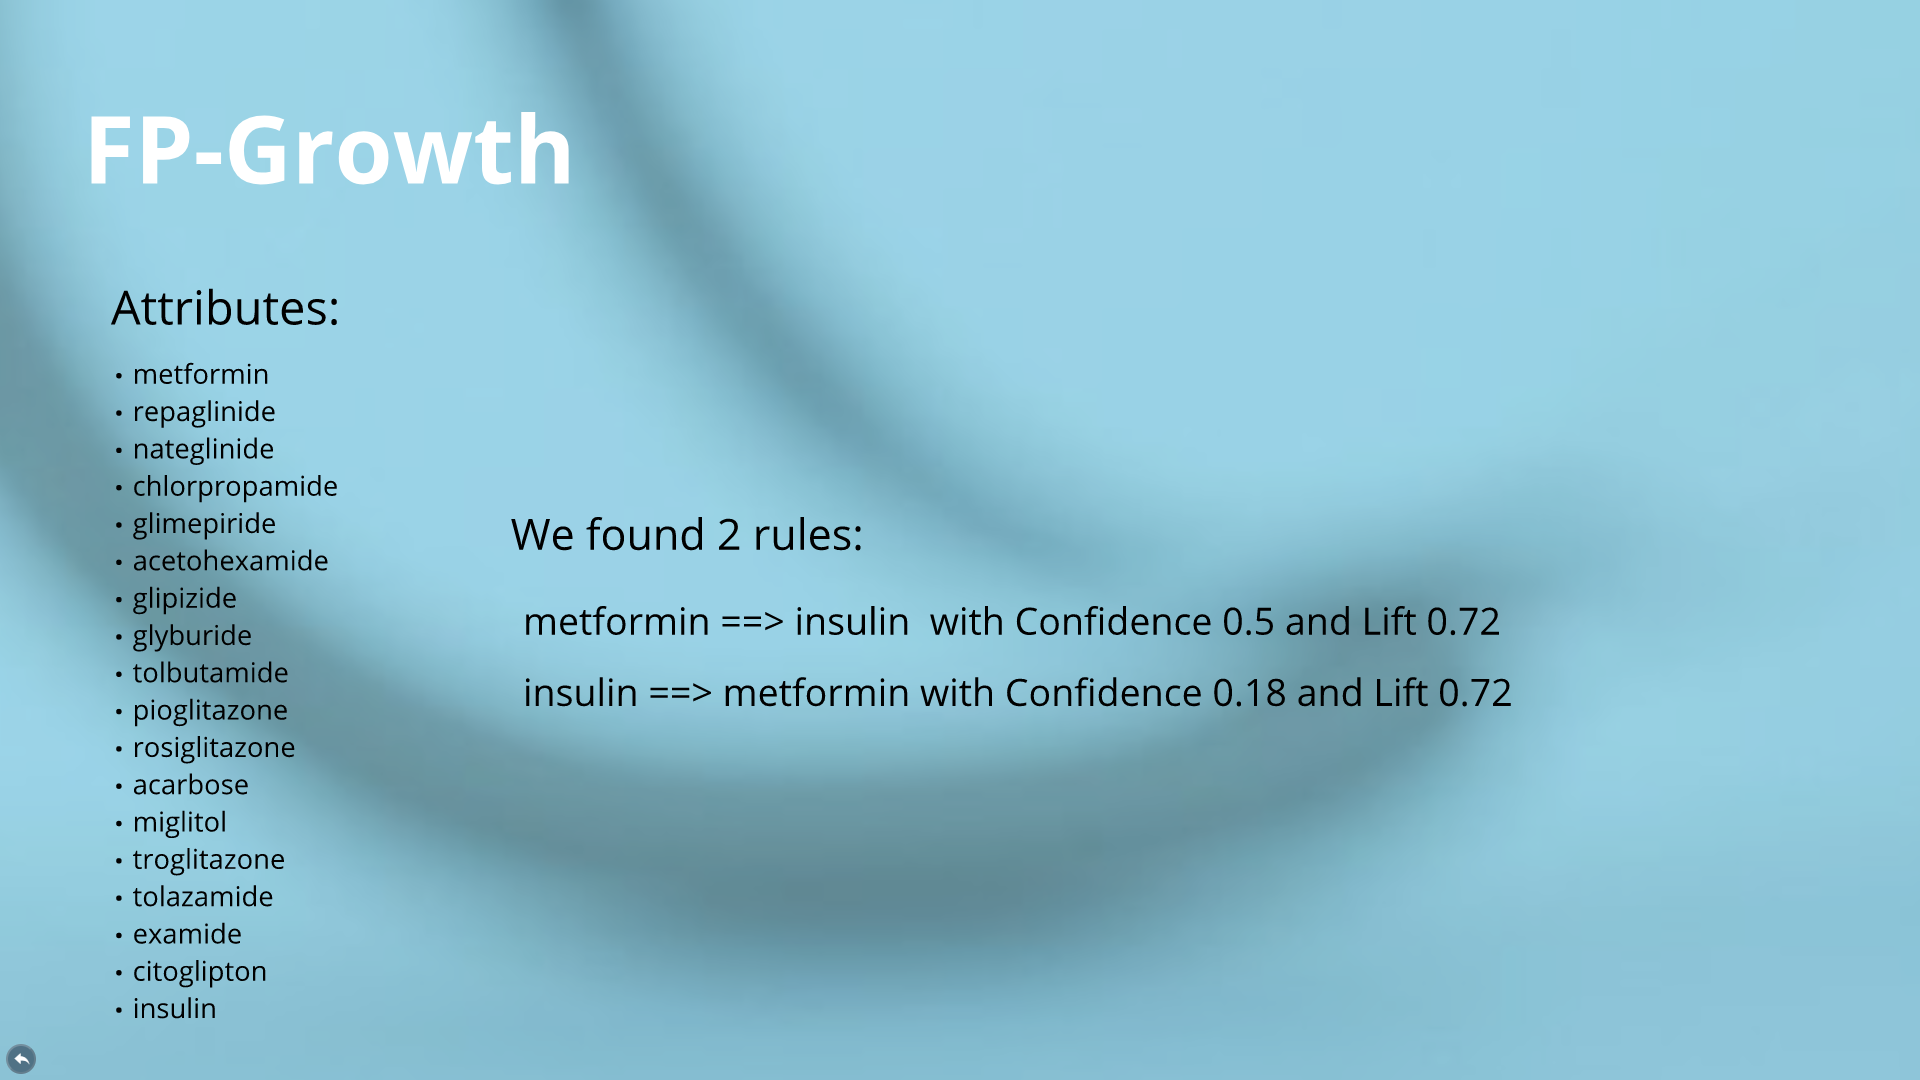 FP-Growth
Attributes:
• metformin
• repaglinide
• nateglinide
• chlorpropamide
• glimepiride
• acetohexamide
• glipizide
• glyburide
• tolbutamide
• pioglitazone
• rosiglitazone
• acarbose
• miglitol
• troglitazone
• tolazamide
• examide
• citoglipton
• insulin
We found 2 rules:
metformin ==> insulin  with Confidence 0.5 and Lift 0.72
insulin ==> metformin with Confidence 0.18 and Lift 0.72